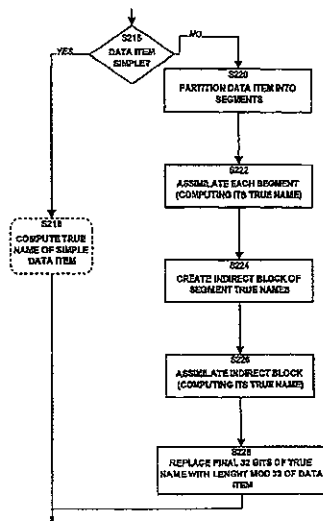 S215
DATA ITEM
SIMPLE?
YES
NO
S220
PARTITION DATA ITEM INTO
SEGMENTS
S222
ASSIMILATE EACH SEGMENT
(COMPUTING ITS TRUE NAME)
S218
COMPUTE TRUE
NAME OF SIMPLE
DATA ITEM
S224
CREATE INDIRECT BLOCK OF
SEGMENT TRUE NAMES
S226
ASSIMILATE INDIRECT BLOCK
(COMPUTING ITS TRUE NAME)
S228
REPLACE FINAL 32 BITS OF TRUE
NAME WITH LENGHT MOD 32 OF DATA
ITEM